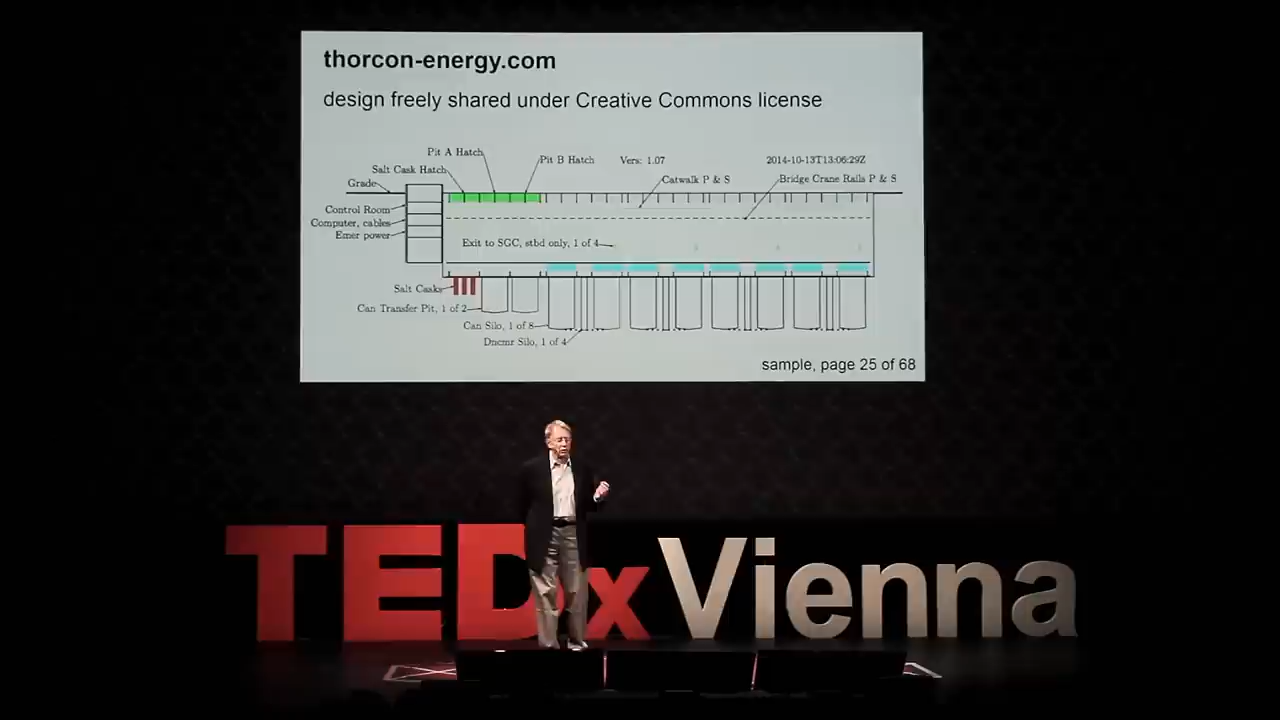 thorcon-energy.com
design freely shared under Creative Commons license
Pit A Hatch
Pit B Hatch
Vers: 1.07
2014-10-13T13:06:29Z
Salt Cask Hatch
Catwalk P & S
Bridge Crane Rails P & S
Grade
Control Room
Computer, cables
Emer power
Exit to SGC, stbd only, 1 of 4
Salt Casks
Can Transfer Pit, 1 of 2
Can Silo, 1 of 8
Dncmr Silo, 1 of 4
sample, page 25 of 68
TEDxVienna